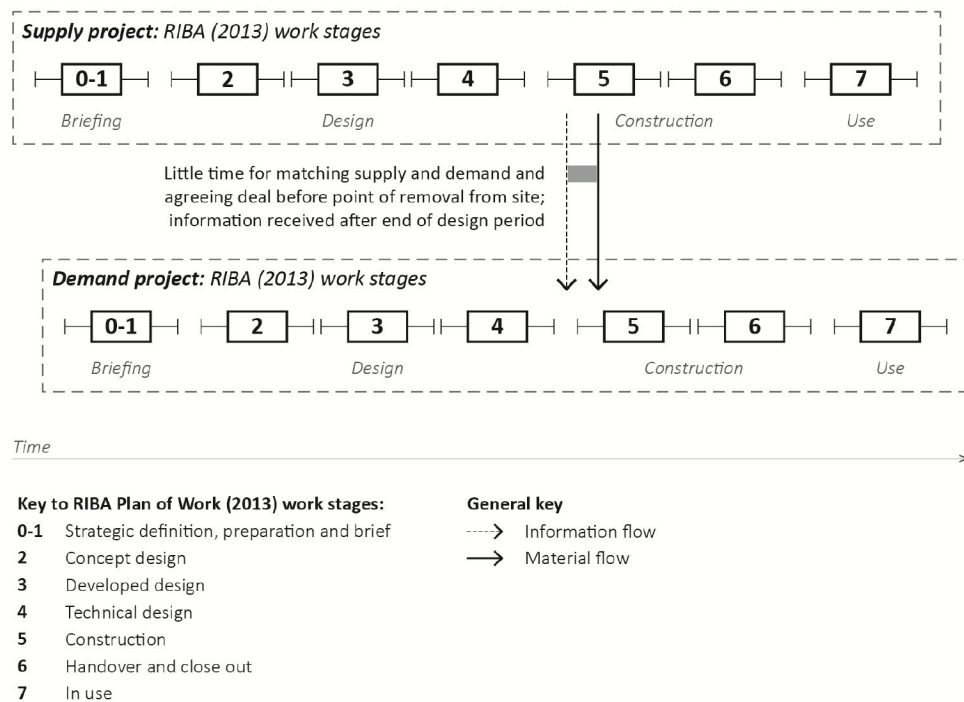 Supply project: RIBA (2013) work stages
0-1 2 3 4 5 6 7
Briefing Design Construction Use
Little time for matching supply and demand and
agreeing deal before point of removal from site;
information received after end of design period
Demand project: RIBA (2013) work stages
0-1 2 3 4 5 6 7
Briefing Design Construction Use
Time
Key to RIBA Plan of Work (2013) work stages:
0-1 Strategic definition, preparation and brief
2 Concept design
3 Developed design
4 Technical design
5 Construction
6 Handover and close out
7 In use
General key
Information flow
Material flow